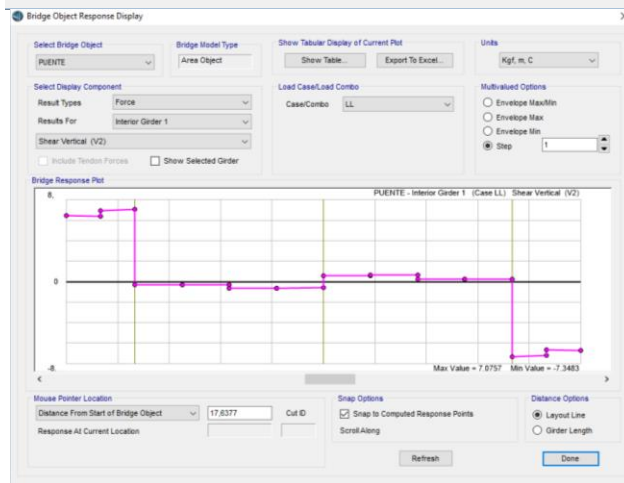 Bridge Object Response Display
Select Bridge Object
PUENTE
Bridge Model Type
Area Object
Show Tabular Display of Current Plot
Show Table...
Export To Excel...
Units
Kgf, m, C
Select Display Component
Result Types
Force
Results For
Interior Girder 1
Shear Vertical (V2)
Include Tendon Forces
Show Selected Girder
Load Case/Load Combo
Case/Combo
LL
Multivalued Options
Envelope Max/Min
Envelope Max
Envelope Min
Step
1
Bridge Response Plot
8,
PUENTE - Interior Girder 1 (Case LL) Shear Vertical (V2)
0
-8,
Max Value = 7,0757 Min Value = -7,3483
Mouse Pointer Location
Distance From Start of Bridge Object
17,6377
Cut ID
Response At Current Location
Snap Options
Snap to Computed Response Points
Scroll Along
Distance Options
Layout Line
Girder Length
Refresh
Done